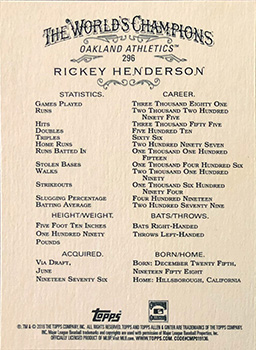 The World's Champions
OAKLAND ATHLETICS™
296
RICKEY HENDERSON
STATISTICS. CAREER.
Games Played Three Thousand Eighty One
Runs Two Thousand Two Hundred
Ninety Five
Hits Three Thousand Fifty Five
Doubles Five Hundred Ten
Triples Sixty Six
Home Runs Two Hundred Ninety Seven
Runs Batted In One Thousand One Hundred
Fifteen
Stolen Bases One Thousand Four Hundred Six
Walks Two Thousand One Hundred
Ninety
Strikeouts One Thousand Six Hundred
Ninety Four
Slugging Percentage Four Hundred Nineteen
Batting Average Two Hundred Seventy Nine
HEIGHT/WEIGHT. BATS/THROWS.
Five Foot Ten Inches Bats Right-Handed
One Hundred Ninety Throws Left-Handed
Pounds
ACQUIRED. BORN/HOME.
Via Draft, Born: December Twenty Fifth,
June Nineteen Fifty Eight
Ninteen Seventy Six Home: Hillsborough, California
Topps